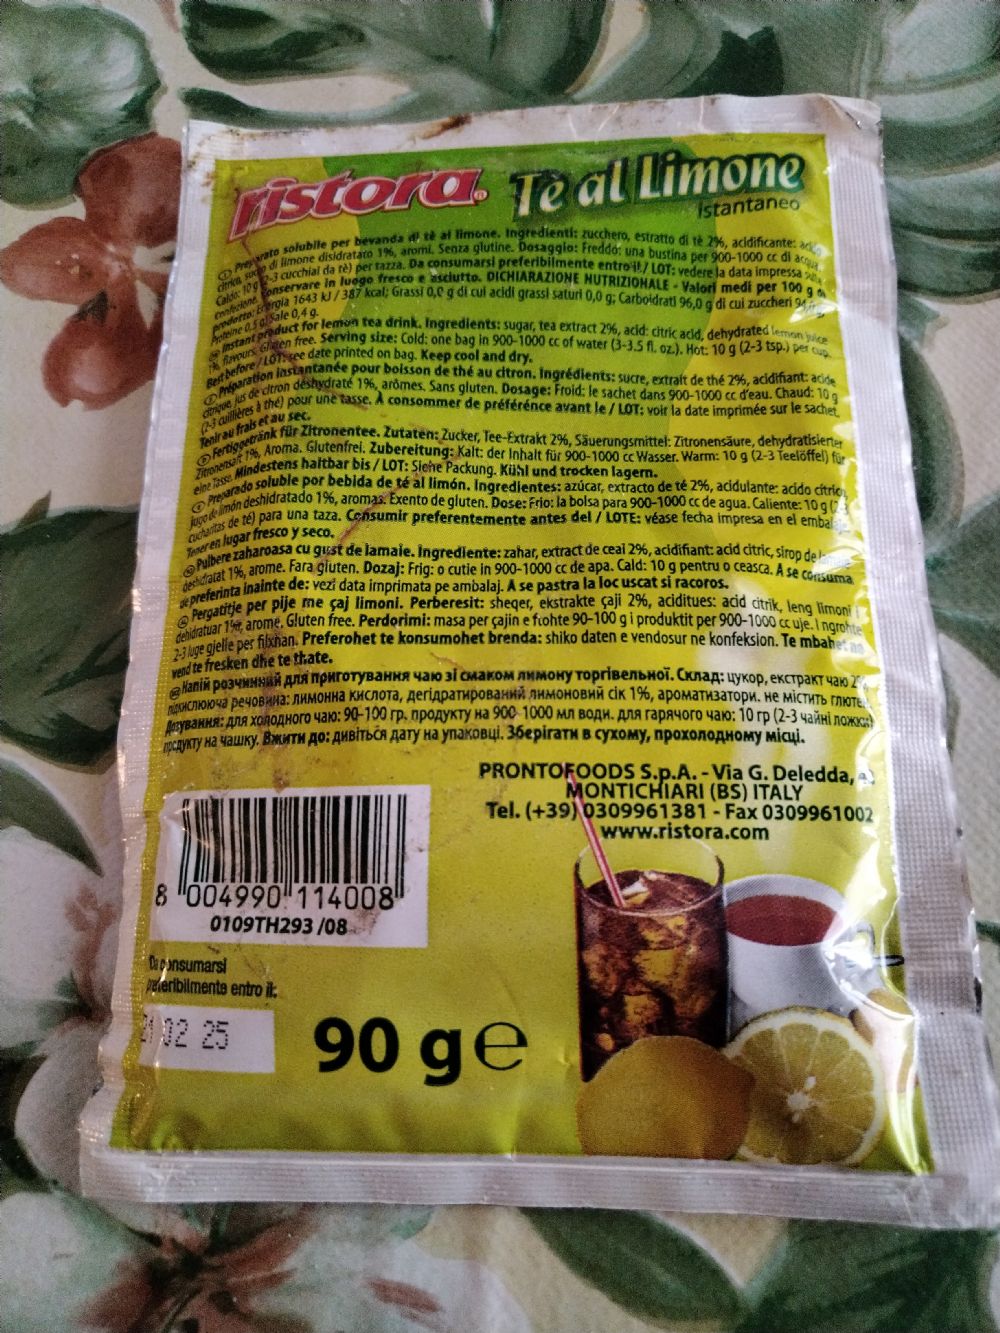 ristora®
Tè al Limone
Istantaneo
Preparato solubile per bevanda di tè al limone. Ingredienti: zucchero, estratto di tè 2%, acidificante: acido
citrico, succo di limone disidratato 1%, aromi. Senza glutine. Dosaggio: Freddo: una bustina per 900-1000 cc di acqua.
Caldo: 10 g (2-3 cucchiai da tè) per tazza. Da consumarsi preferibilmente entro il / LOT: vedere la data impressa
confezione. Conservare in luogo fresco e asciutto. DICHIARAZIONE NUTRIZIONALE - Valori medi per 100 g di
prodotto: Energia 1643 kJ / 387 kcal; Grassi 0,0 g di cui acidi grassi saturi 0,0 g; Carboidrati 96,0 g di cui zuccheri
Proteine 0,5 g; Sale 0,4 g.
Instant product for lemon tea drink. Ingredients: sugar, tea extract 2%, acid: citric acid, dehydrated lemon juice
1%, flavours. Gluten free. Serving size: Cold: one bag in 900-1000 cc of water (3-3.5 fl. oz.). Hot: 10 g (2-3 tsp.) per cup.
Best before / LOT: see date printed on bag. Keep cool and dry.
Préparation instantanée pour boisson de thé au citron. Ingrédients: sucre, extrait de thé 2%, acidifiant: acide
citrique, jus de citron déshydraté 1%, arômes. Sans gluten. Dosage: Froid: le sachet dans 900-1000 cc d'eau. Chaud: 10 g
(2-3 cuillières à thé) pour une tasse. À consommer de préférénce avant le / LOT: voir la date imprimée sur le sachet.
Tenir au frais et au sec.
Fertiggetränk für Zitronentee. Zutaten: Zucker, Tee-Extrakt 2%, Säuerungsmittel: Zitronensäure, dehydratisierter
Zitronensaft 1%, Aroma. Glutenfrei. Zubereitung: Kalt: der Inhalt für 900-1000 cc Wasser. Warm: 10 g (2-3 Teelöffel) für
eine Tasse. Mindestens haltbar bis / LOT: Siehe Packung. Kühl und trocken lagern.
Preparado soluble por bebida de té al limón. Ingredientes: azúcar, extracto de té 2%, acidulante: acido cítrico,
jugo de limón deshidratado 1%, aromas. Exento de gluten. Dose: Frio: la bolsa para 900-1000 cc de agua. Caliente: 10 g (2-3
cucharitas de té) para una taza. Consumir preferentemente antes del / LOTE: véase fecha impresa en el embalaje.
Tener en lugar fresco y seco.
Pulbere zaharoasa cu gust de lamaie. Ingrediente: zahar, extract de ceai 2%, acidifiant: acid citric, sirop de lamaie
deshidratat 1%, arome. Fara gluten. Dozaj: Frig: o cutie in 900-1000 cc de apa. Cald: 10 g pentru o ceasca. A se consuma
de preferinta inainte de: vezi data imprimata pe ambalaj. A se pastra la loc uscat si racoros.
Pergatitje per pije me çaj limoni. Perberesit: sheqer, ekstrakte çaji 2%, aciditues: acid citrik, leng limoni i
dehidratuar 1%, arome. Gluten free. Perdorimi: masa per çajin e ftohte 90-100 g i produktit per 900-1000 cc uje. I ngrohte
2-3 luge gjelle per filxhan. Preferohet te konsumohet brenda: shiko daten e vendosur ne konfeksion. Te mbahet ne
vend te fresken dhe te thate.
Напій розчинний для приготування чаю зі смаком лимону торгівельної. Склад: цукор, екстракт чаю 2%
підкислююча речовина: лимонна кислота, дегідратирований лимоновий сік 1%, ароматизатори. не містить глютен.
Дозування: для холодного чаю: 90-100 гр. продукту на 900-1000 мл води. для гарячого чаю: 10 гр (2-3 чайні ложки)
продукту на чашку. Вжити до: дивіться дату на упаковці. Зберігати в сухому, прохолодному місці.
PRONTOFOODS S.p.A. - Via G. Deledda,
MONTICHIARI (BS) ITALY
Tel. (+39) 0309961381 - Fax 0309961002
www.ristora.com
8 004990 114008
0109TH293 /08
Da consumarsi
preferibilmente entro il:
02 25
90 g ℮